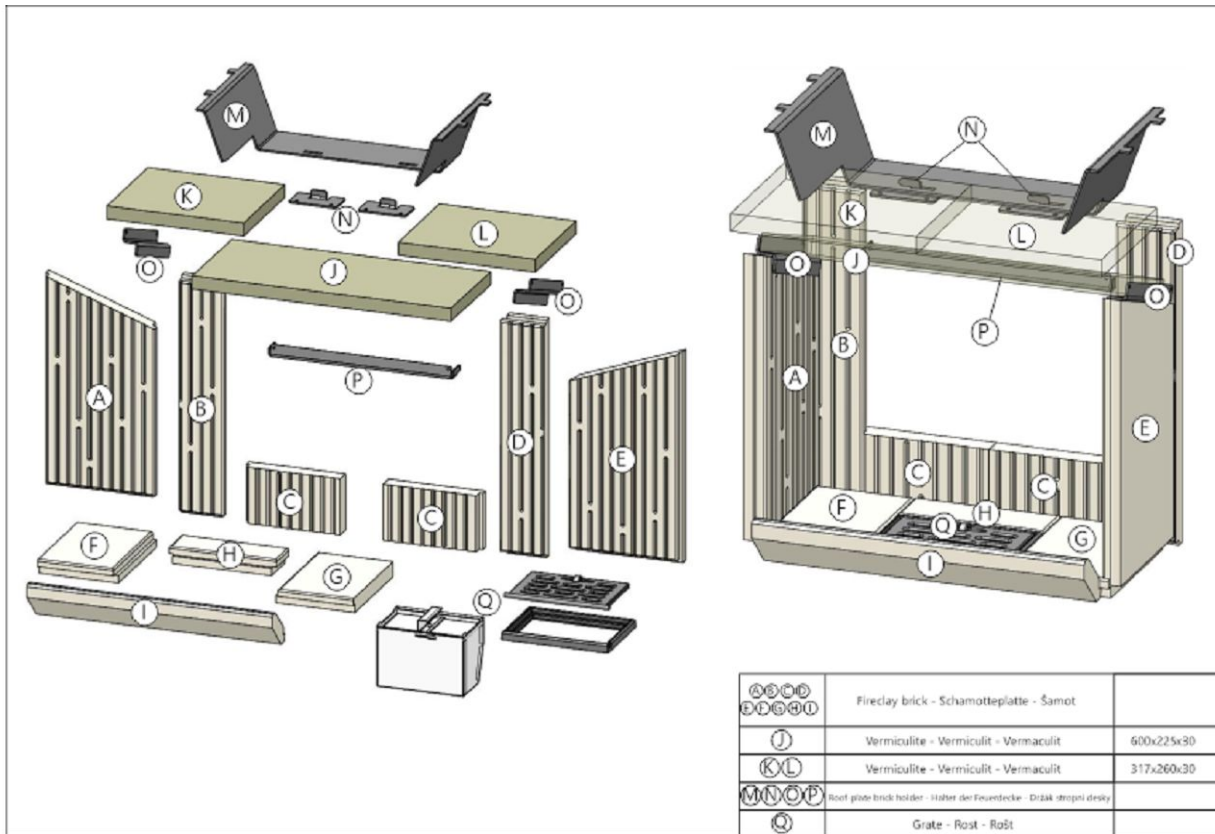 M
K
N
L
O
J
O
A
B
P
D
E
C
C
F
H
G
I
Q
M
N
K
L
D
O
J
O
P
B
A
E
C
C
F
Q
H
G
I
A B C D
E F G H I
Fireclay brick - Schamotteplatte - Šamot
J
Vermiculite - Vermiculit - Vermaculit
600x225x30
K L
Vermiculite - Vermiculit - Vermaculit
317x260x30
M N O P
Roof plate brick holder - Halter der Feuerdecke - Držák stropní desky
Q
Grate - Rost - Rošt